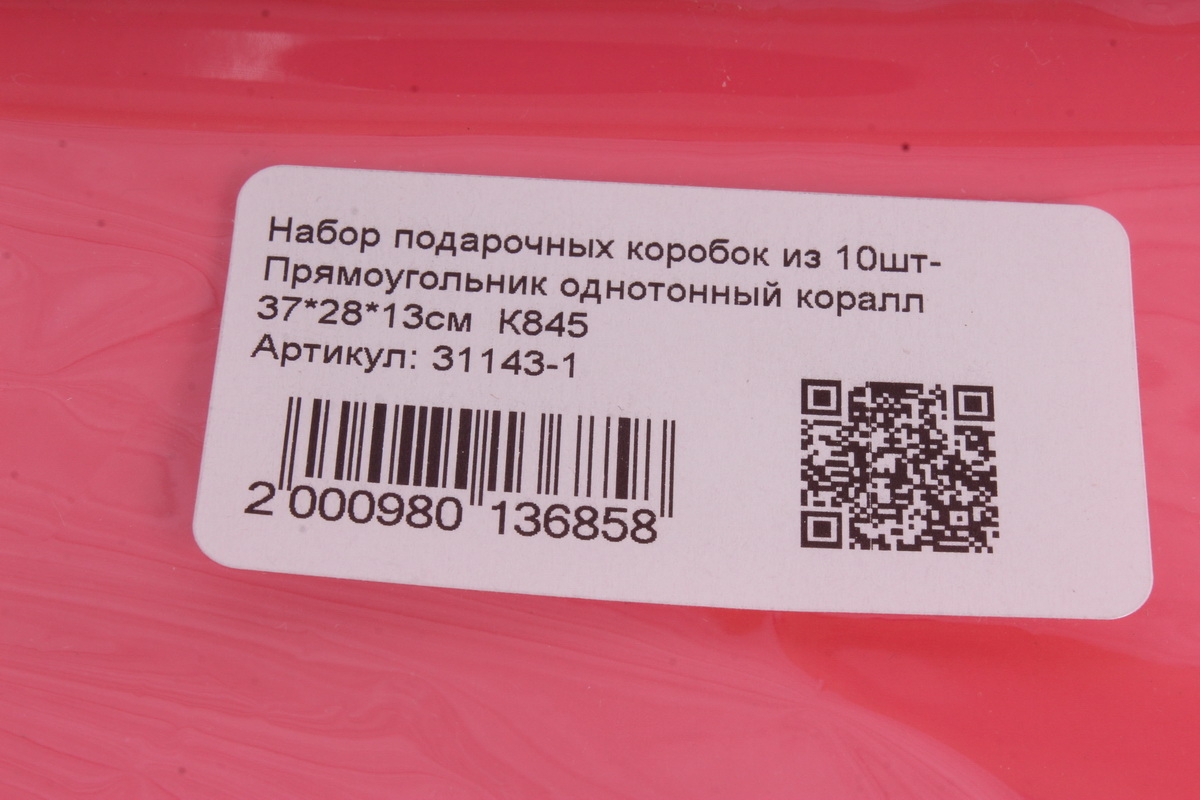 Набор подарочных коробок из 10шт-
Прямоугольник однотонный коралл
37*28*13см  К845
Артикул: 31143-1
2 000980 136858